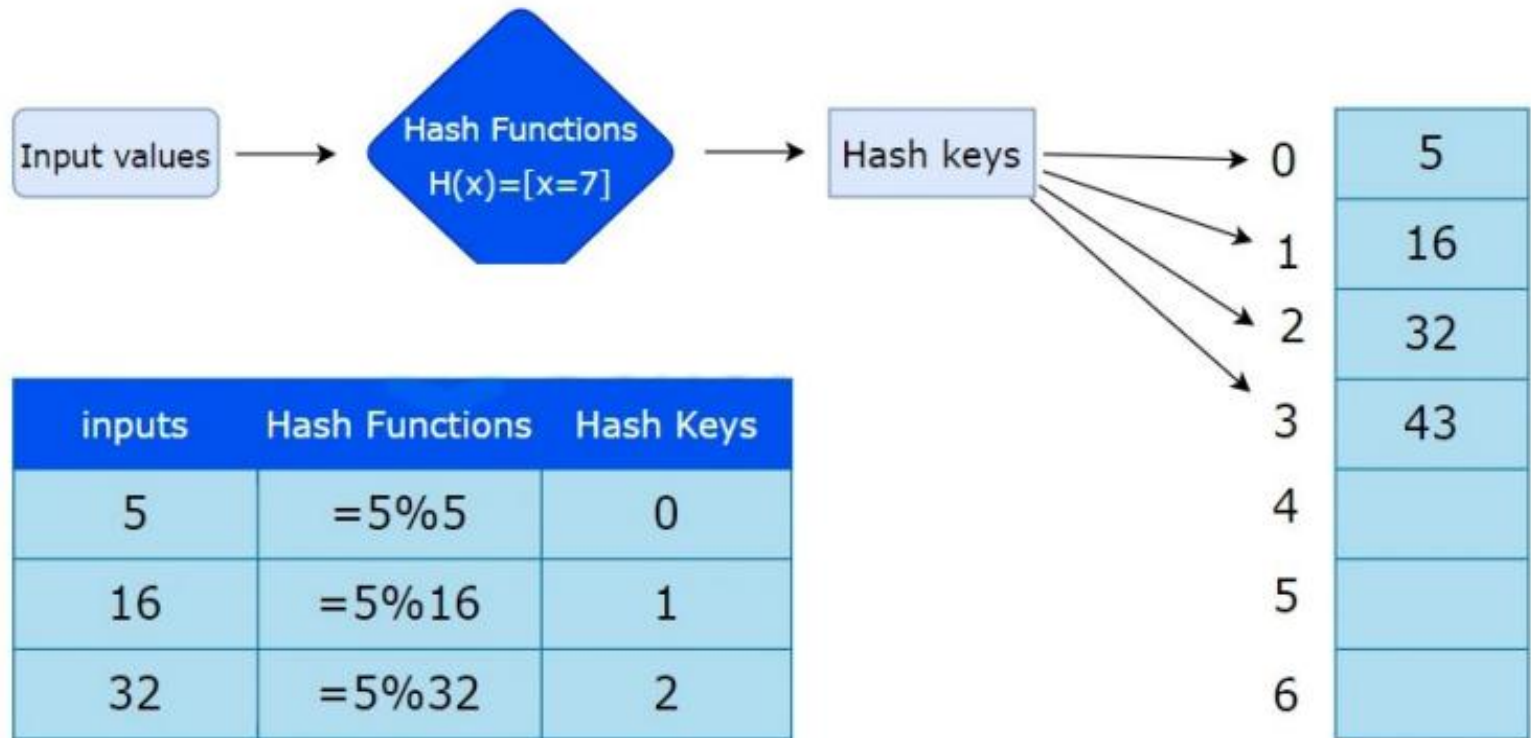 Input values
Hash Functions
H(x)=[x=7]
Hash keys
0 5
1 16
2 32
3 43
4
5
6
inputs Hash Functions Hash Keys
5 =5%5 0
16 =5%16 1
32 =5%32 2